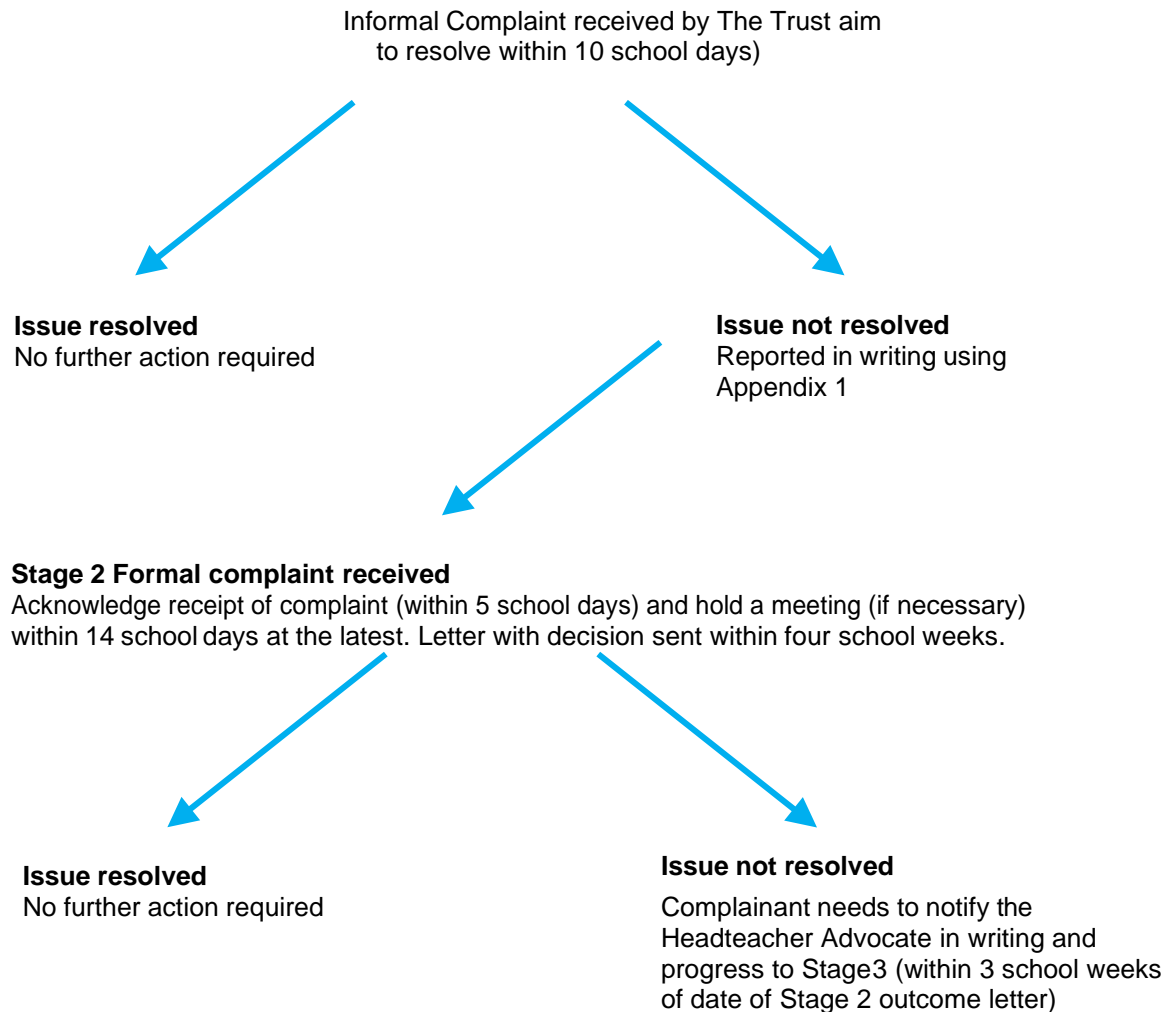 Informal Complaint received by The Trust aim
to resolve within 10 school days)
Issue resolved
No further action required
Issue not resolved
Reported in writing using
Appendix 1
Stage 2 Formal complaint received
Acknowledge receipt of complaint (within 5 school days) and hold a meeting (if necessary)
within 14 school days at the latest. Letter with decision sent within four school weeks.
Issue resolved
No further action required
Issue not resolved
Complainant needs to notify the
Headteacher Advocate in writing and
progress to Stage3 (within 3 school weeks
of date of Stage 2 outcome letter)